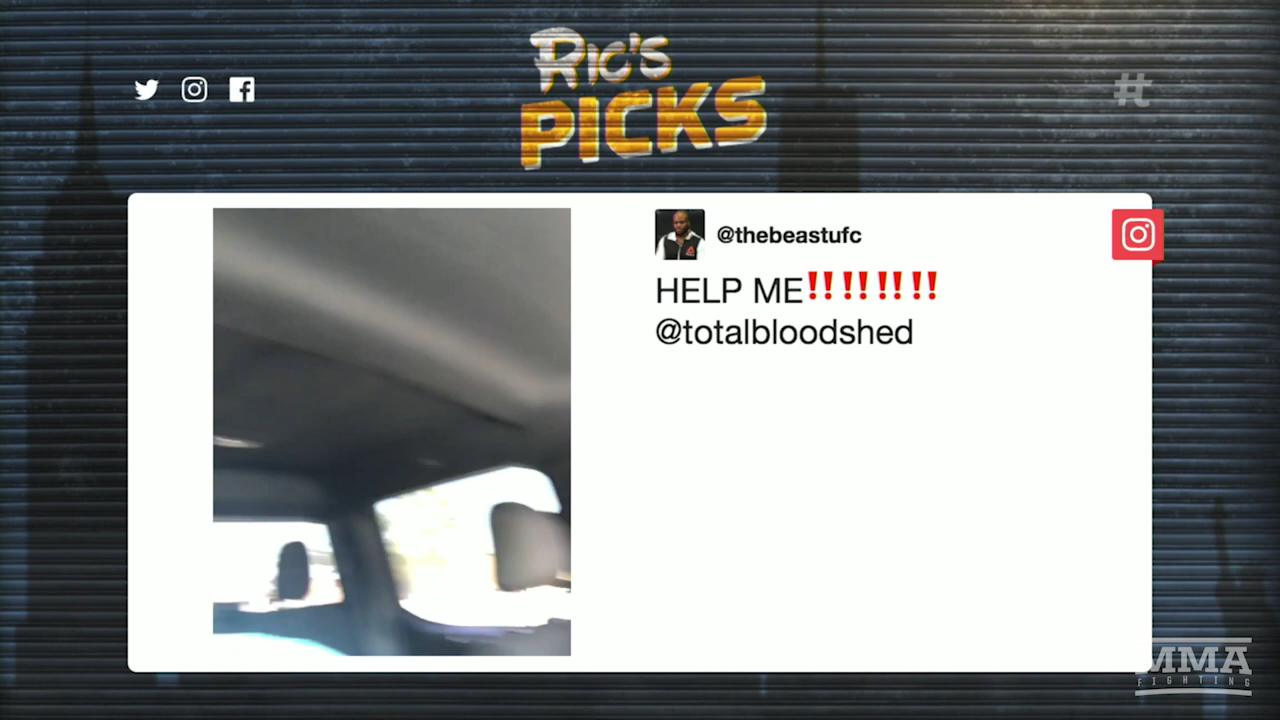 RIC'S
PICKS
#
@thebeastufc
HELP ME‼️‼️‼️‼️
@totalbloodshed
MMA
FIGHTING